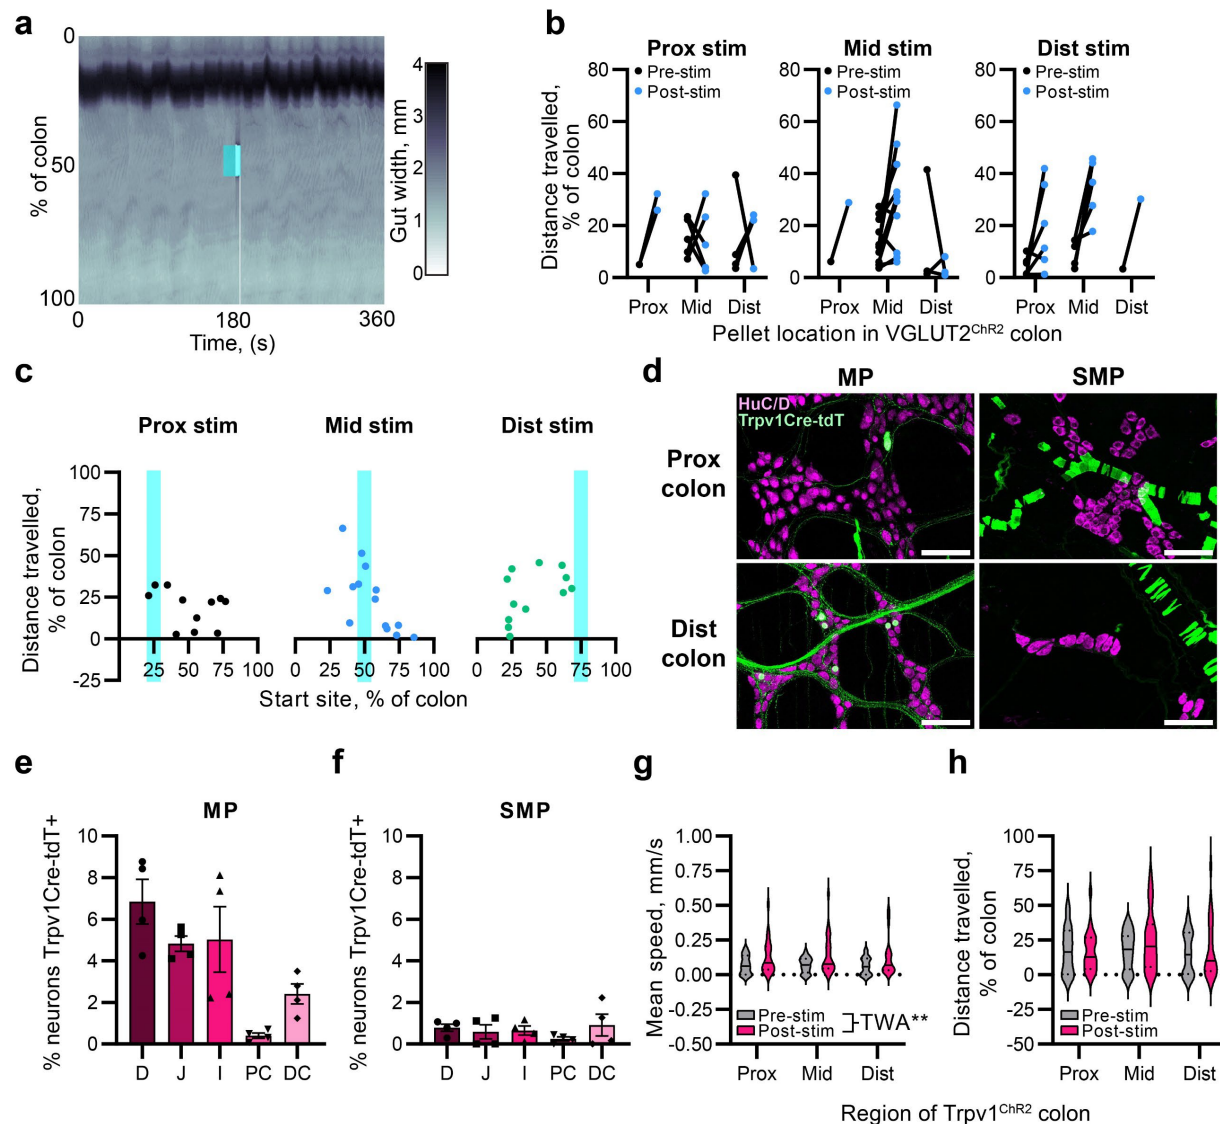 a
0
50
100
% of colon
0
180
360
Time, (s)
4
3
2
1
0
Gut width, mm
b
Prox stim
Mid stim
Dist stim
Pre-stim
Post-stim
Pre-stim
Post-stim
Pre-stim
Post-stim
80
60
40
20
0
80
60
40
20
0
80
60
40
20
0
Distance travelled,
% of colon
Prox Mid Dist
Prox Mid Dist
Prox Mid Dist
Pellet location in VGLUT2ChR2 colon
c
Prox stim
Mid stim
Dist stim
100
75
50
25
0
-25
Distance travelled,
% of colon
25 50 75 100
0 25 50 75 100
0 25 50 75 100
Start site, % of colon
d
MP
SMP
HuC/D
Trpv1Cre-tdT
Prox
colon
Dist
colon
e
MP
% neurons Trpv1Cre-tdT+
10
8
6
4
2
0
D J I PC DC
f
SMP
% neurons Trpv1Cre-tdT+
10
8
6
4
2
0
D J I PC DC
g
Mean speed, mm/s
1.00
0.75
0.50
0.25
0.00
-0.25
-0.50
Pre-stim
Post-stim
TWA**
Prox Mid Dist
h
Distance travelled,
% of colon
100
75
50
25
0
-25
-50
Pre-stim
Post-stim
Prox Mid Dist
Region of Trpv1ChR2 colon